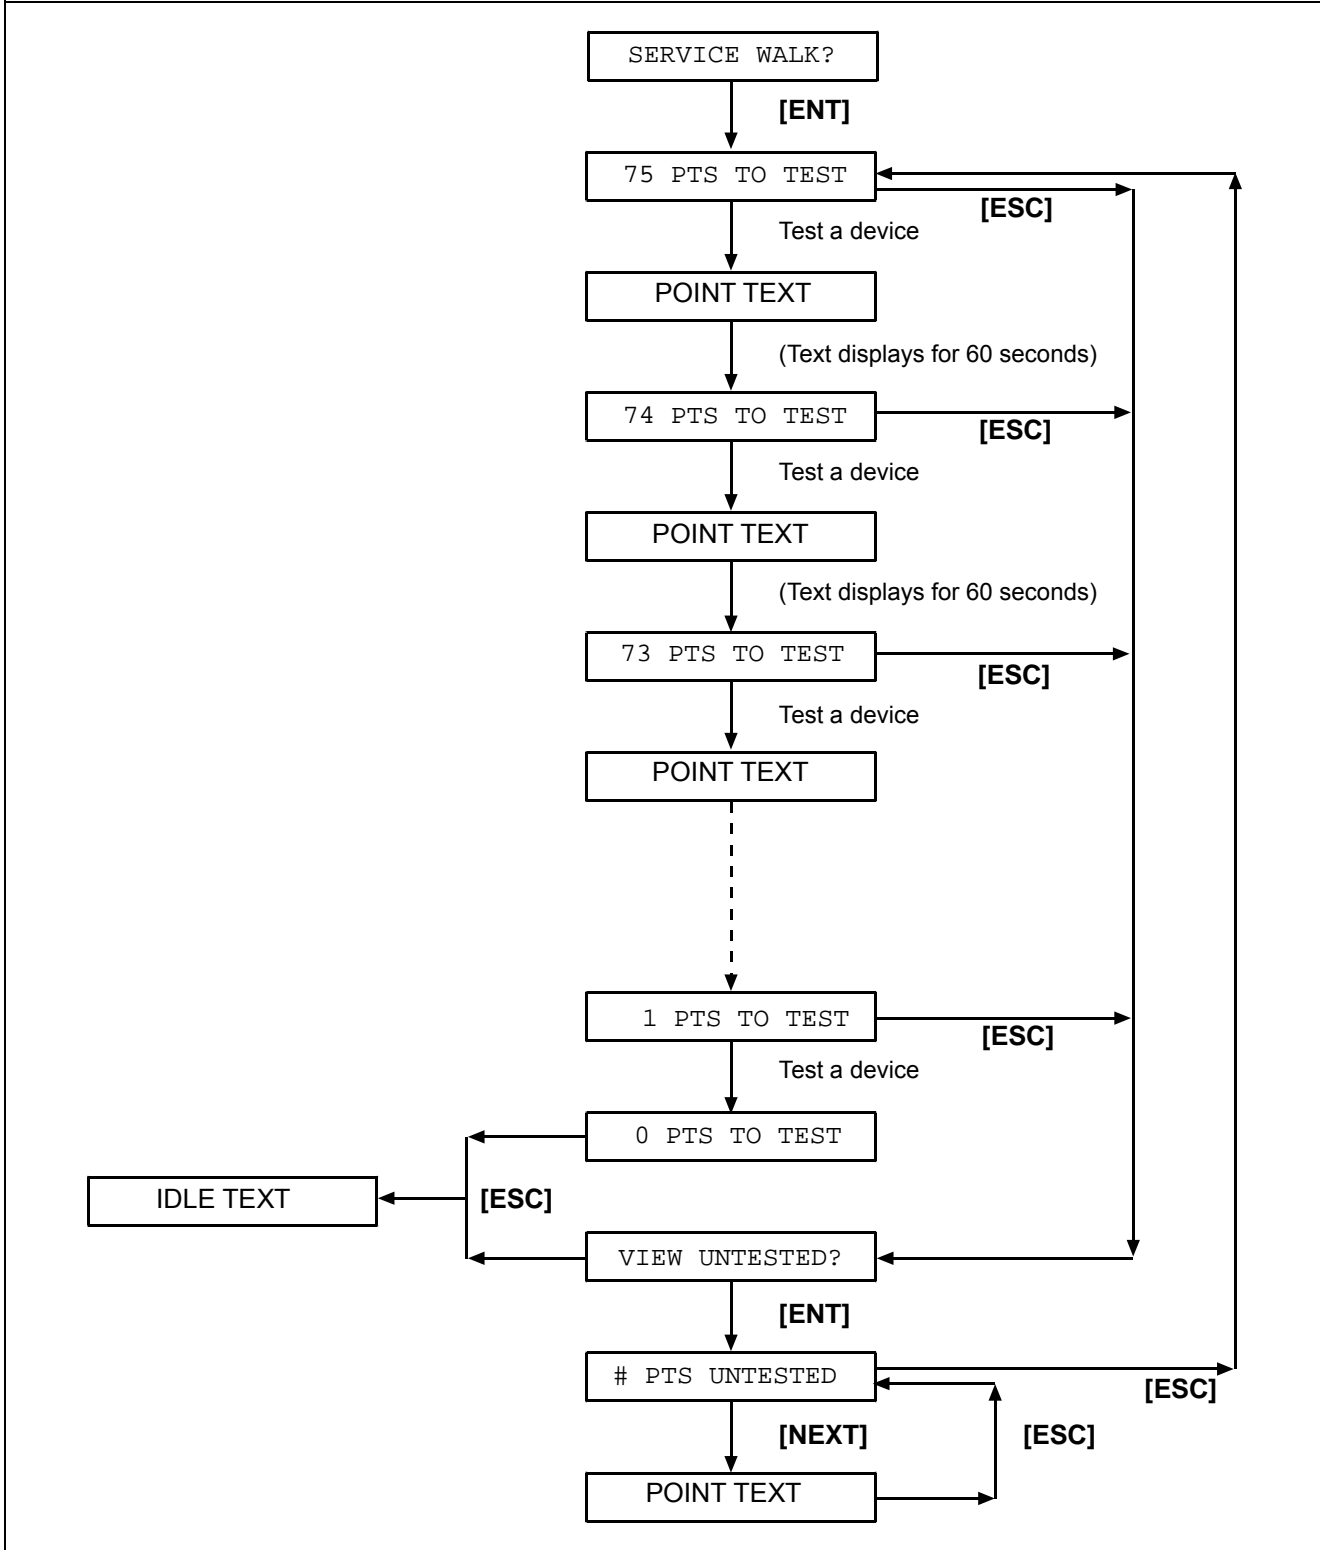 SERVICE WALK?
[ENT]
75 PTS TO TEST
[ESC]
Test a device
POINT TEXT
(Text displays for 60 seconds)
74 PTS TO TEST
[ESC]
Test a device
POINT TEXT
(Text displays for 60 seconds)
73 PTS TO TEST
[ESC]
Test a device
POINT TEXT
1 PTS TO TEST
[ESC]
Test a device
0 PTS TO TEST
IDLE TEXT
[ESC]
VIEW UNTESTED?
[ENT]
# PTS UNTESTED
[ESC]
[NEXT]
[ESC]
POINT TEXT